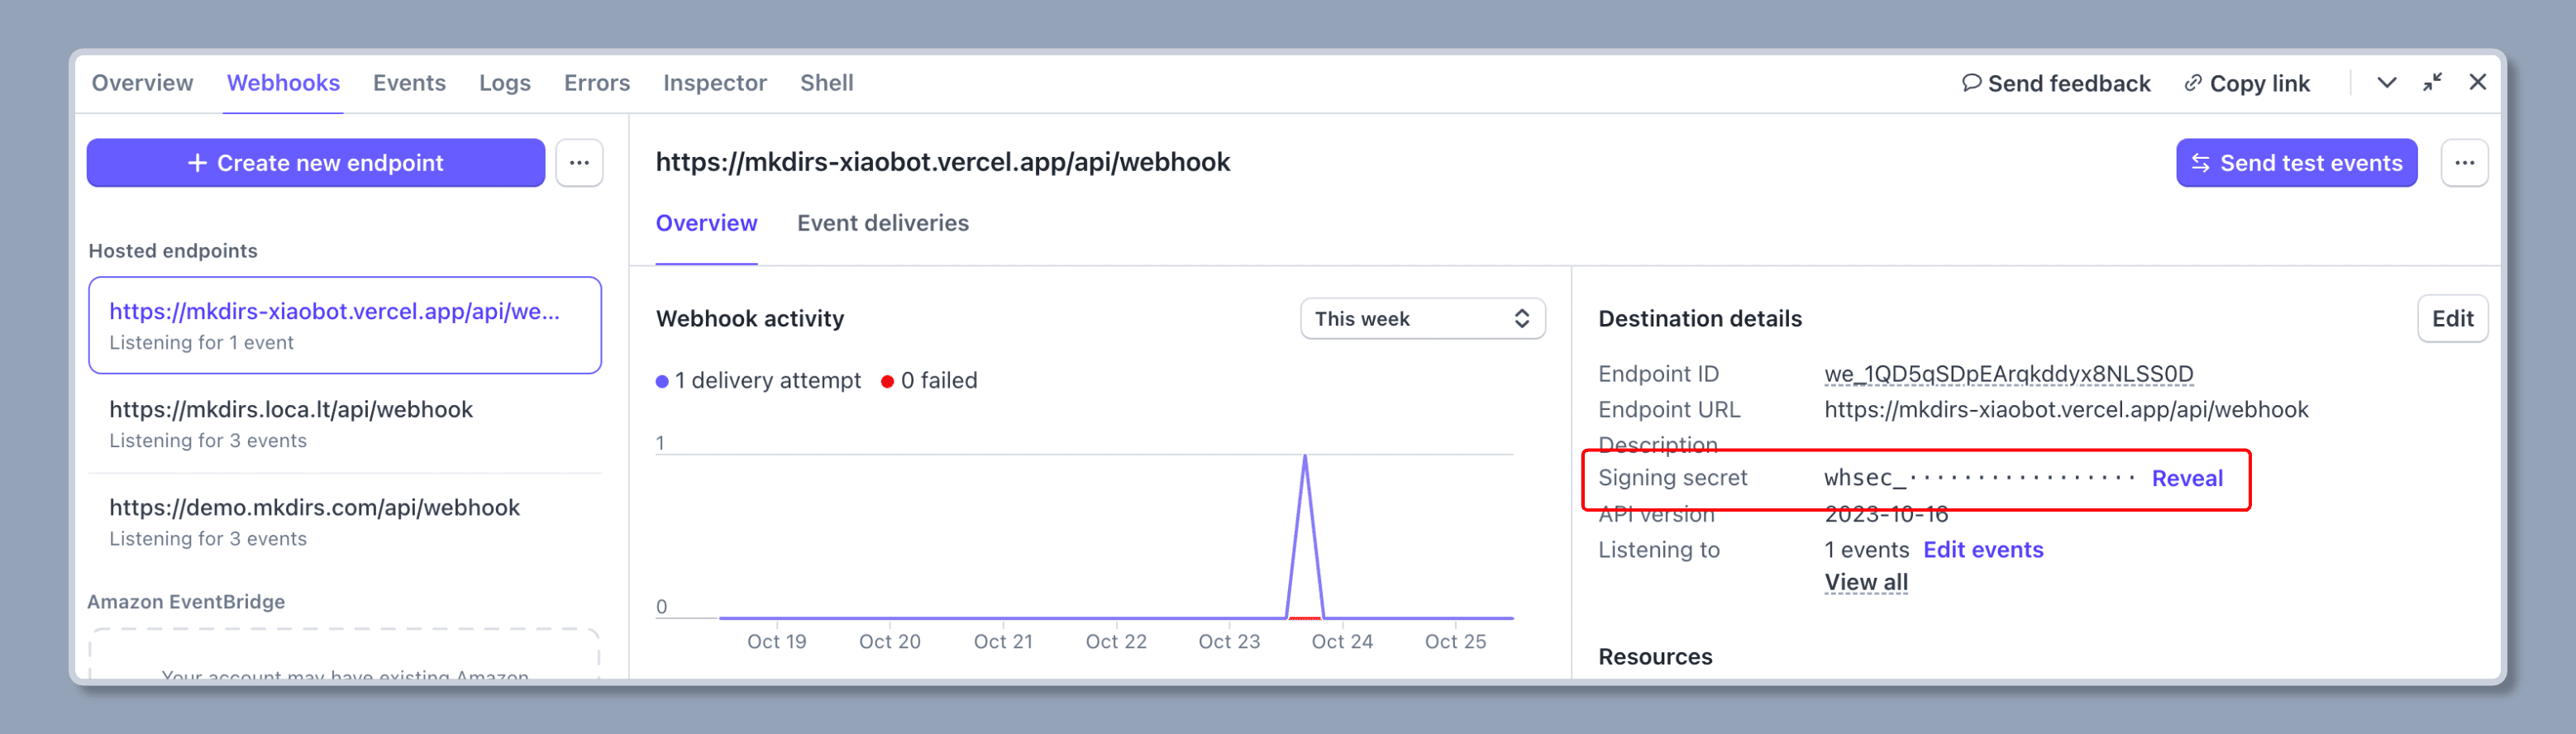 Overview Webhooks Events Logs Errors Inspector Shell Send feedback Copy link
+ Create new endpoint ...
Hosted endpoints
https://mkdirs-xiaobot.vercel.app/api/we...
Listening for 1 event
https://mkdirs.loca.lt/api/webhook
Listening for 3 events
https://demo.mkdirs.com/api/webhook
Listening for 3 events
Amazon EventBridge
Your account may have existing Amazon
https://mkdirs-xiaobot.vercel.app/api/webhook
Send test events ...
Overview Event deliveries
Webhook activity This week
1 delivery attempt 0 failed
1
0
Oct 19 Oct 20 Oct 21 Oct 22 Oct 23 Oct 24 Oct 25
Destination details Edit
Endpoint ID we_1QD5qSDpEArqkddyx8NLSS0D
Endpoint URL https://mkdirs-xiaobot.vercel.app/api/webhook
Description
Signing secret whsec_················· Reveal
API version 2023-10-16
Listening to 1 events Edit events
View all
Resources